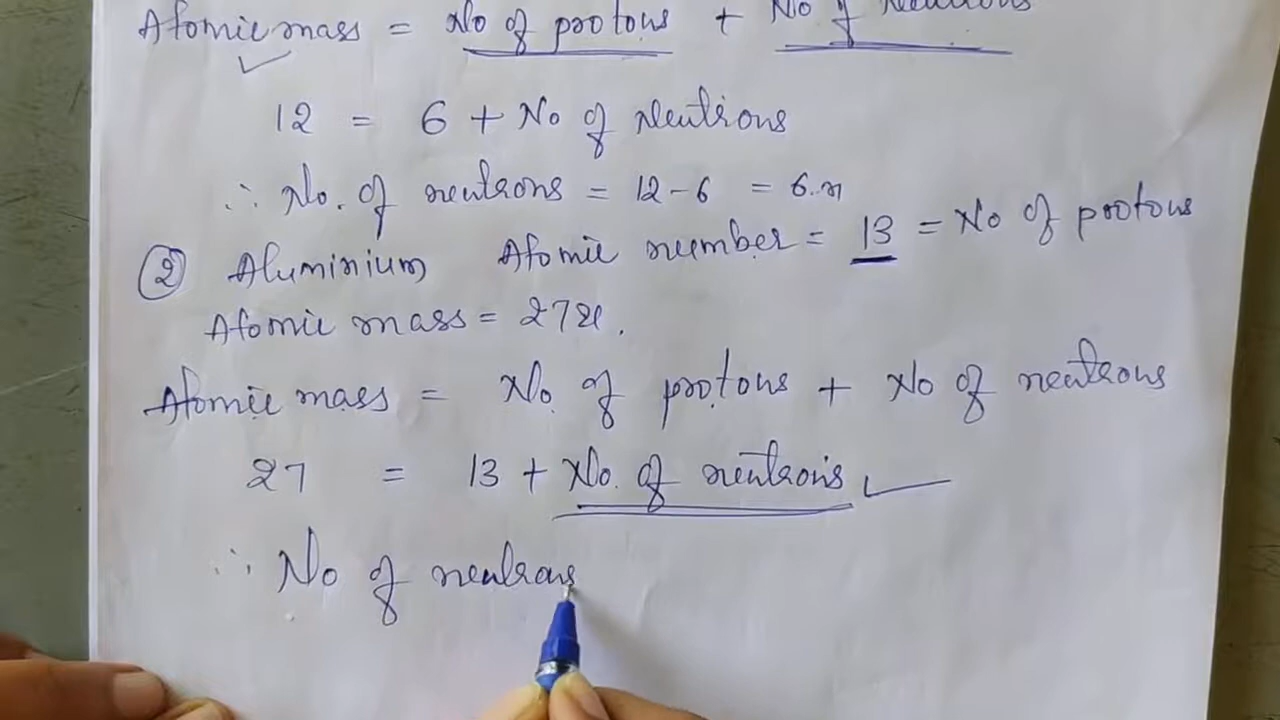 Atomic mass = No of protons + No of Neutrons
12 = 6 + No of Neutrons
∴ No. of neutrons = 12 - 6 = 6.
② Aluminium Atomic number = 13 = No of protons
Atomic mass = 27u.
Atomic mass = No. of protons + No of neutrons
27 = 13 + No. of neutrons
∴ No of neutrons